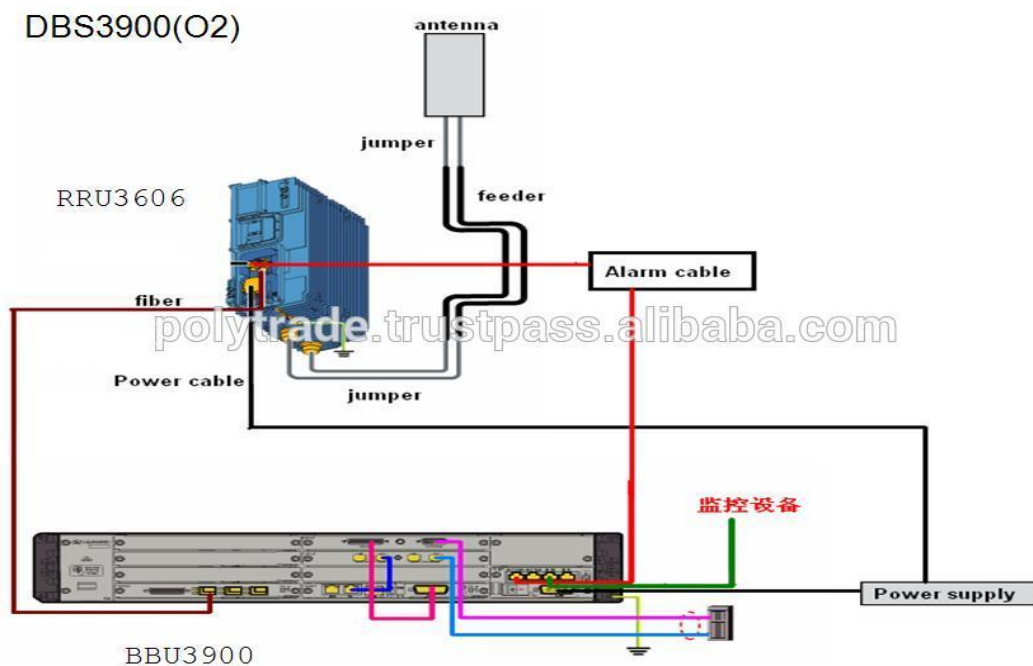 DBS3900(O2)
antenna
jumper
feeder
RRU3606
Alarm cable
fiber
polytrade.trustpass.alibaba.com
Power cable
jumper
监控设备
Power supply
BBU3900